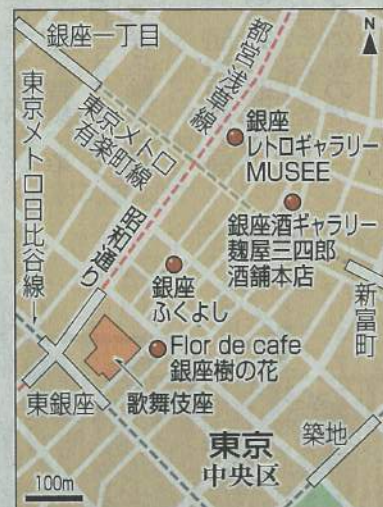 銀座一丁目
都営浅草線
N
東京メトロ
有楽町線
東京メトロ日比谷線→
銀座
レトロギャラリー
MUSEE
昭和通り
銀座酒ギャラリー
麹屋三四郎
酒舗本店
銀座
ふくよし
新富町
Flor de cafe
銀座樹の花
東銀座
歌舞伎座
東京
中央区
築地
100m